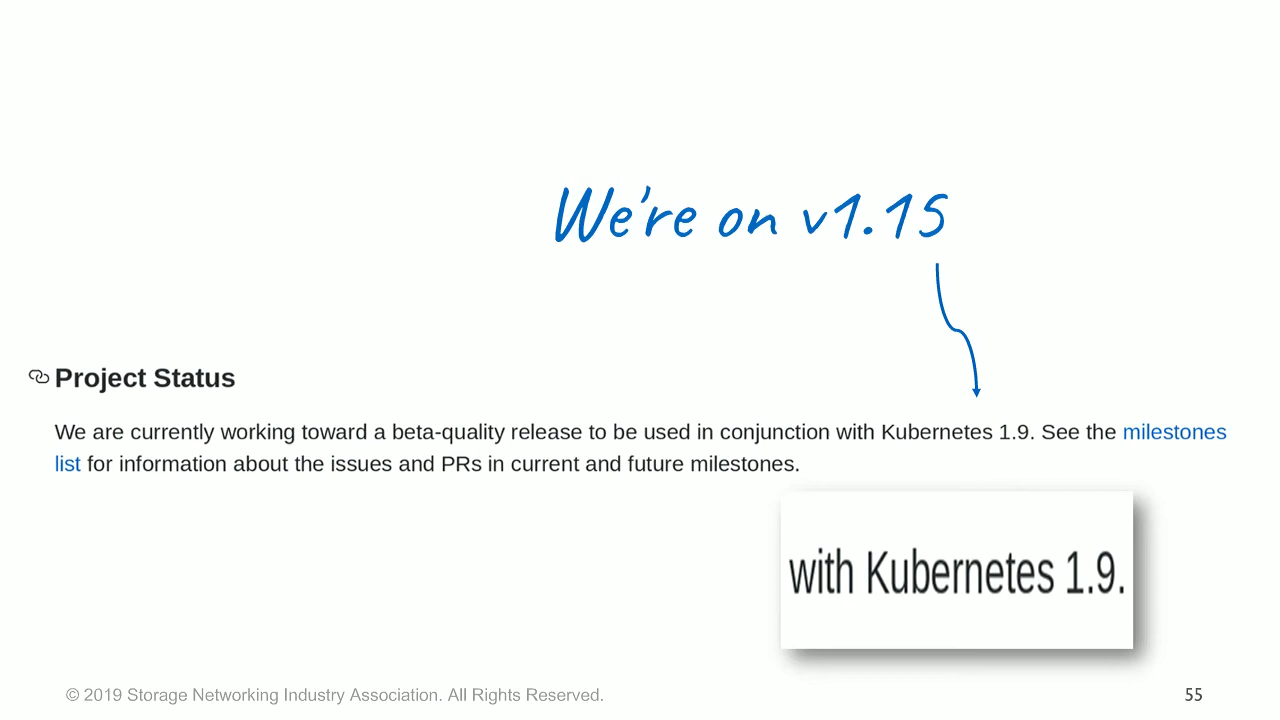 We're on v1.15
Project Status
We are currently working toward a beta-quality release to be used in conjunction with Kubernetes 1.9. See the milestones
list for information about the issues and PRs in current and future milestones.
with Kubernetes 1.9.
© 2019 Storage Networking Industry Association. All Rights Reserved.
55